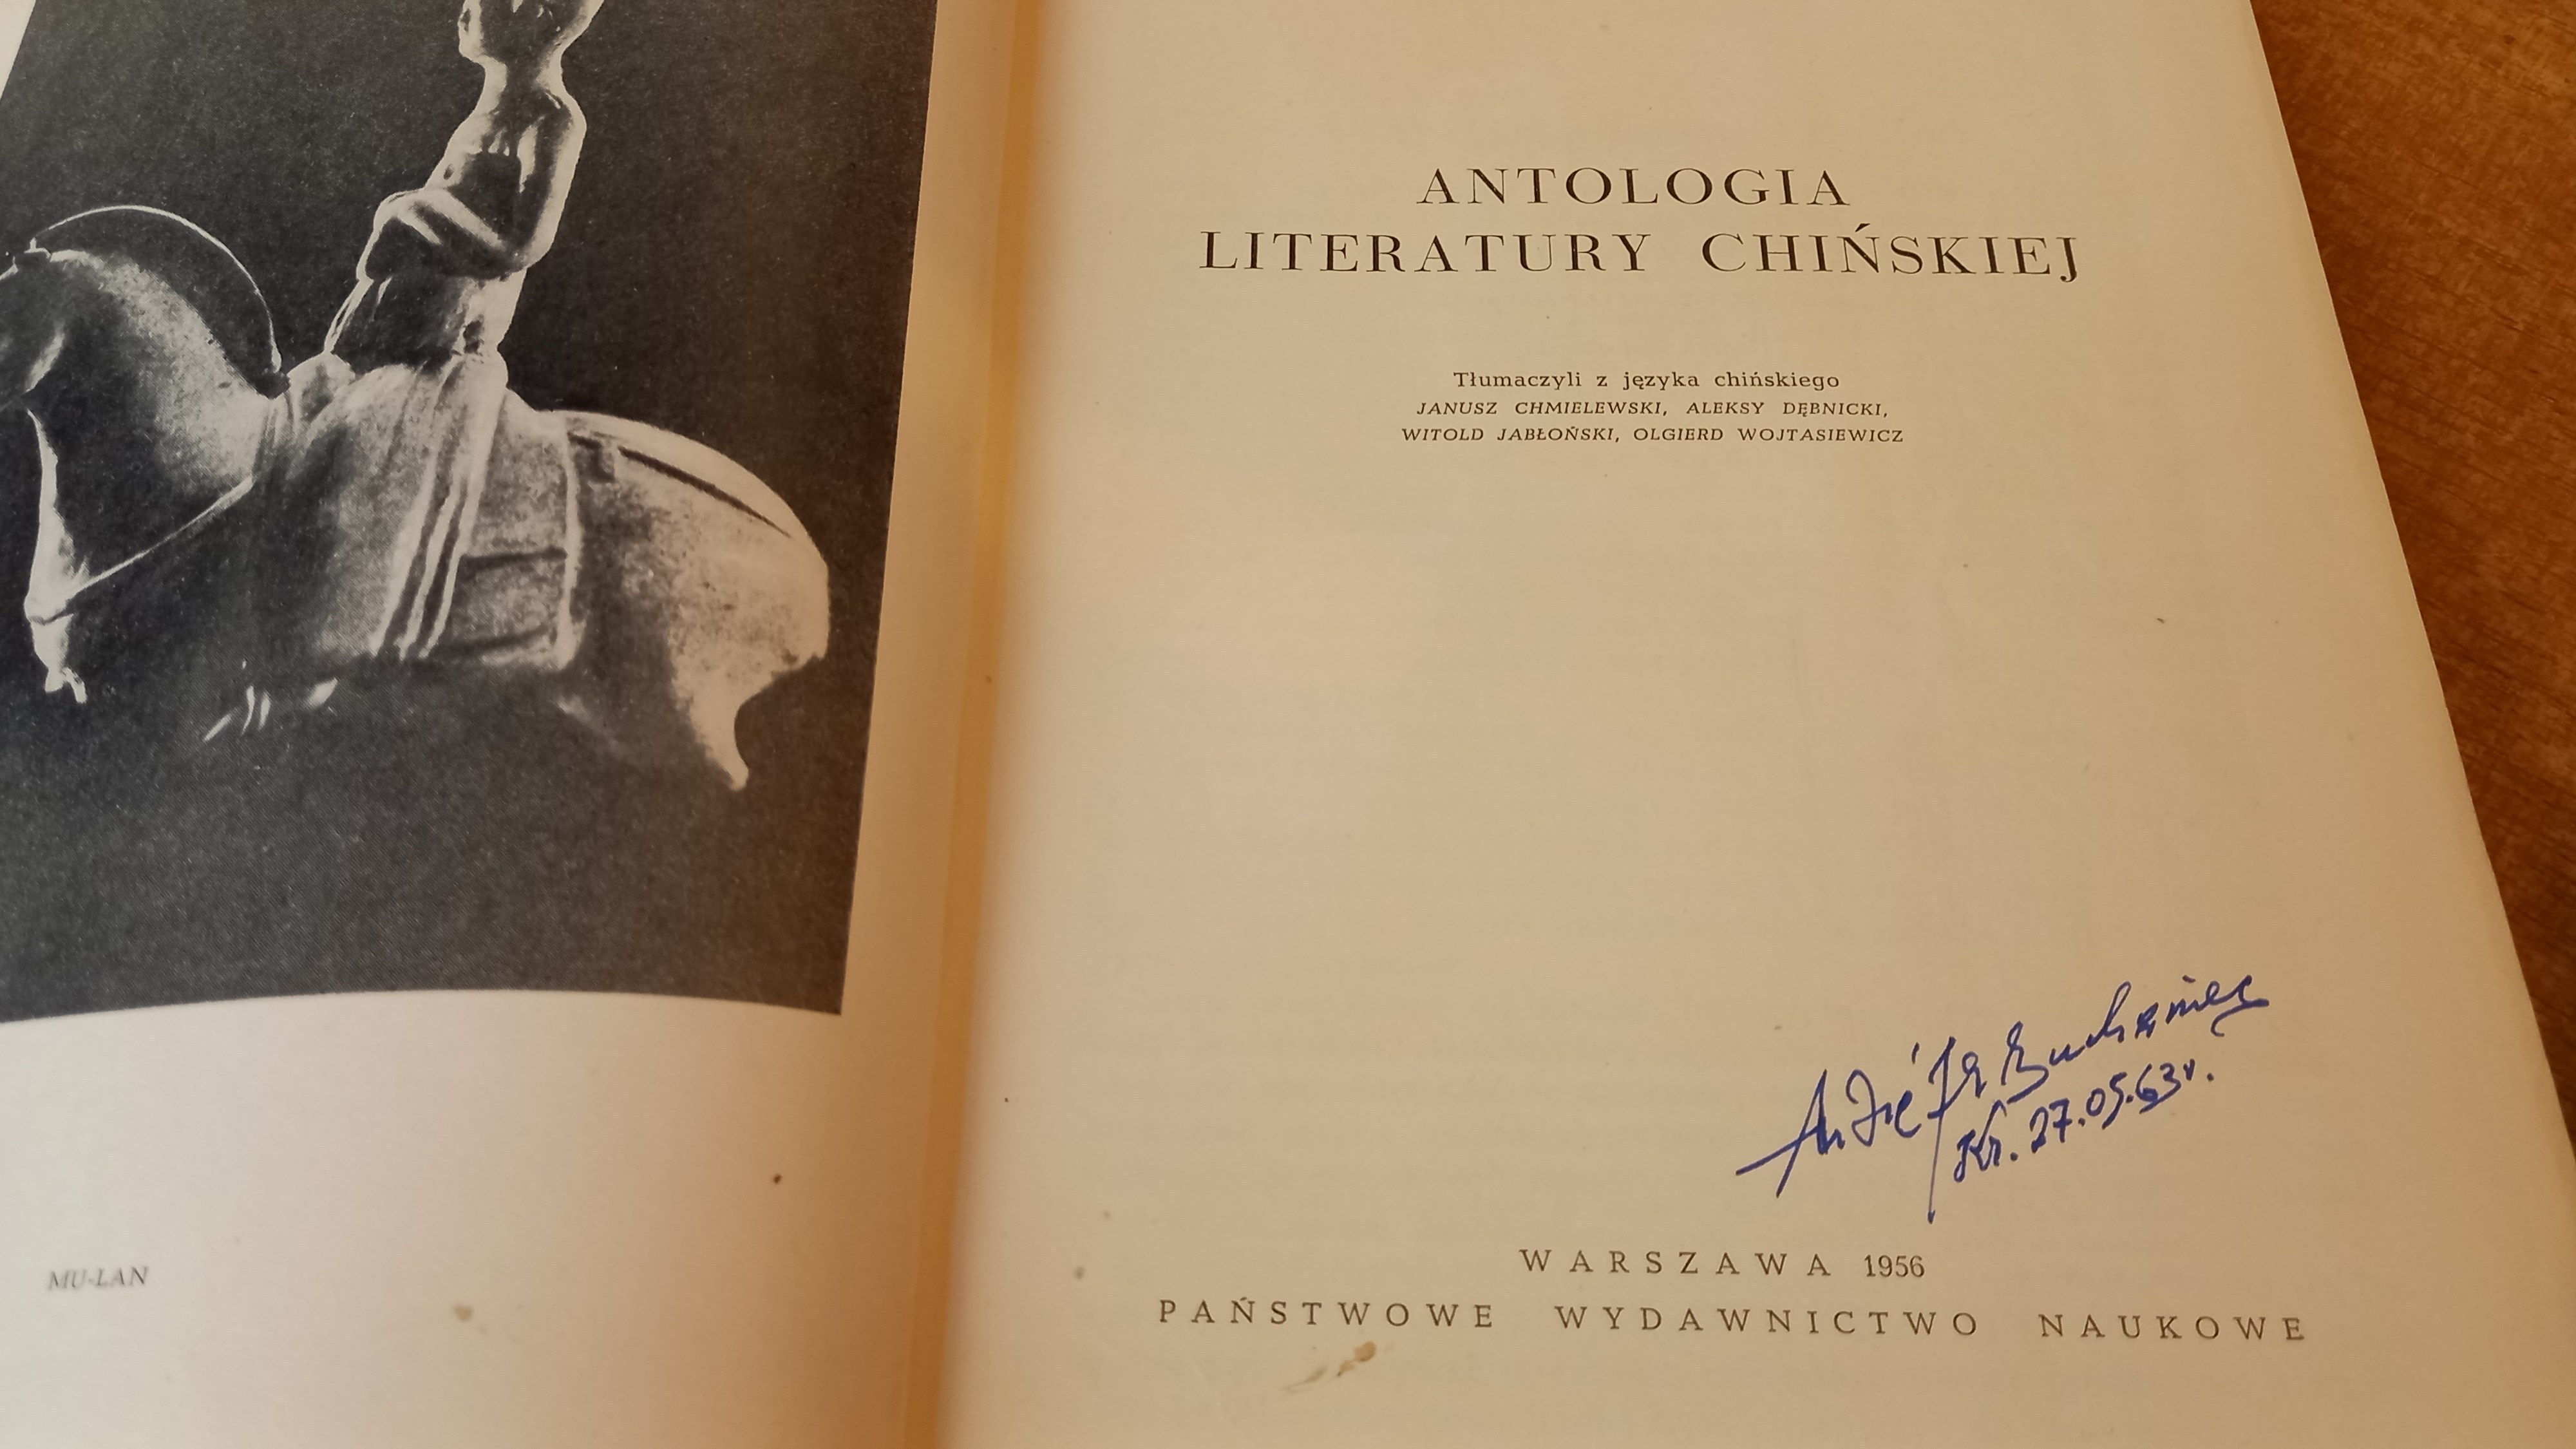 MU-LAN
ANTOLOGIA
LITERATURY CHIŃSKIEJ
Tłumaczyli z języka chińskiego
JANUSZ CHMIELEWSKI, ALEKSY DĘBNICKI,
WITOLD JABŁOŃSKI, OLGIERD WOJTASIEWICZ
Kr. 27.05.63r.
WARSZAWA 1956
PAŃSTWOWE WYDAWNICTWO NAUKOWE